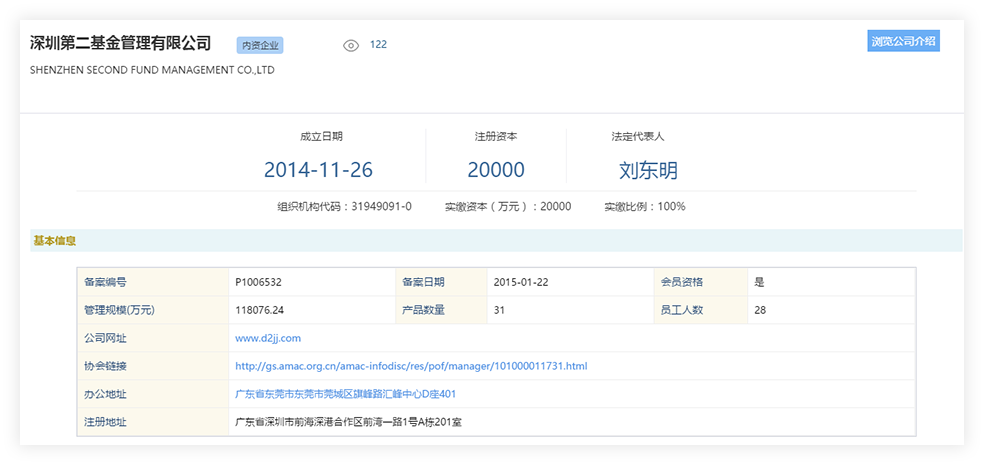 深圳第二基金管理有限公司 内资企业 122 浏览公司介绍
SHENZHEN SECOND FUND MANAGEMENT CO.,LTD
成立日期 注册资本 法定代表人
2014-11-26 20000 刘东明
组织机构代码：31949091-0 实缴资本（万元）：20000 实缴比例：100%
基本信息
备案编号 P1006532 备案日期 2015-01-22 会员资格 是
管理规模(万元) 118076.24 产品数量 31 员工人数 28
公司网址 www.d2jj.com
协会链接 http://gs.amac.org.cn/amac-infodisc/res/pof/manager/101000011731.html
办公地址 广东省东莞市东莞市莞城区旗峰路汇峰中心D座401
注册地址 广东省深圳市前海深港合作区前湾一路1号A栋201室